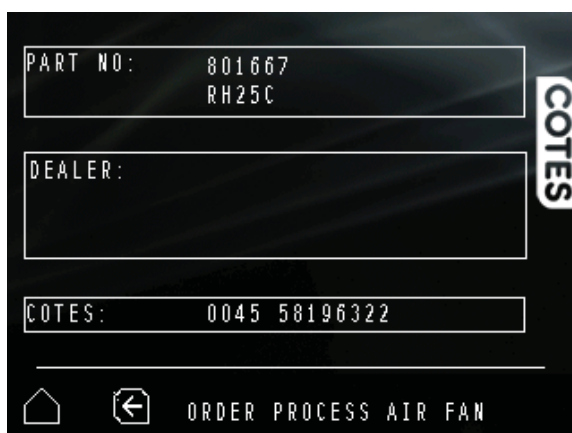 PART NO: 801667
RH25C
COTES
DEALER:
COTES: 0045 58196322
ORDER PROCESS AIR FAN